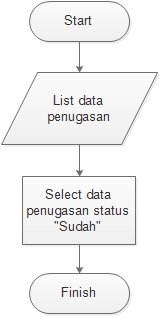 Start
List data
penugasan
Select data
penugasan status
"Sudah"
Finish